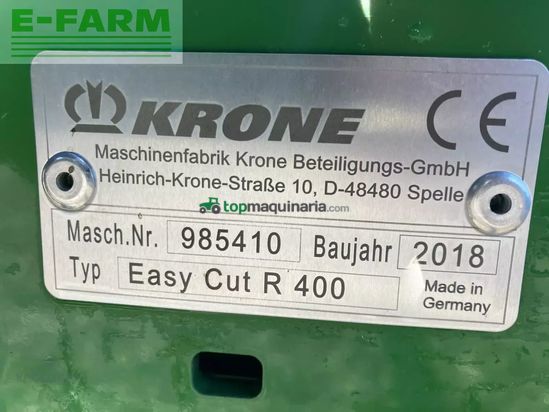 E-FARM
KRONE
CE
Maschinenfabrik Krone Beteiligungs-GmbH
Heinrich-Krone-Straße 10, D-48480 Spelle
topmaquinaria.com
Masch.Nr. 985410 Baujahr 2018
Typ Easy Cut R 400 Made in
Germany